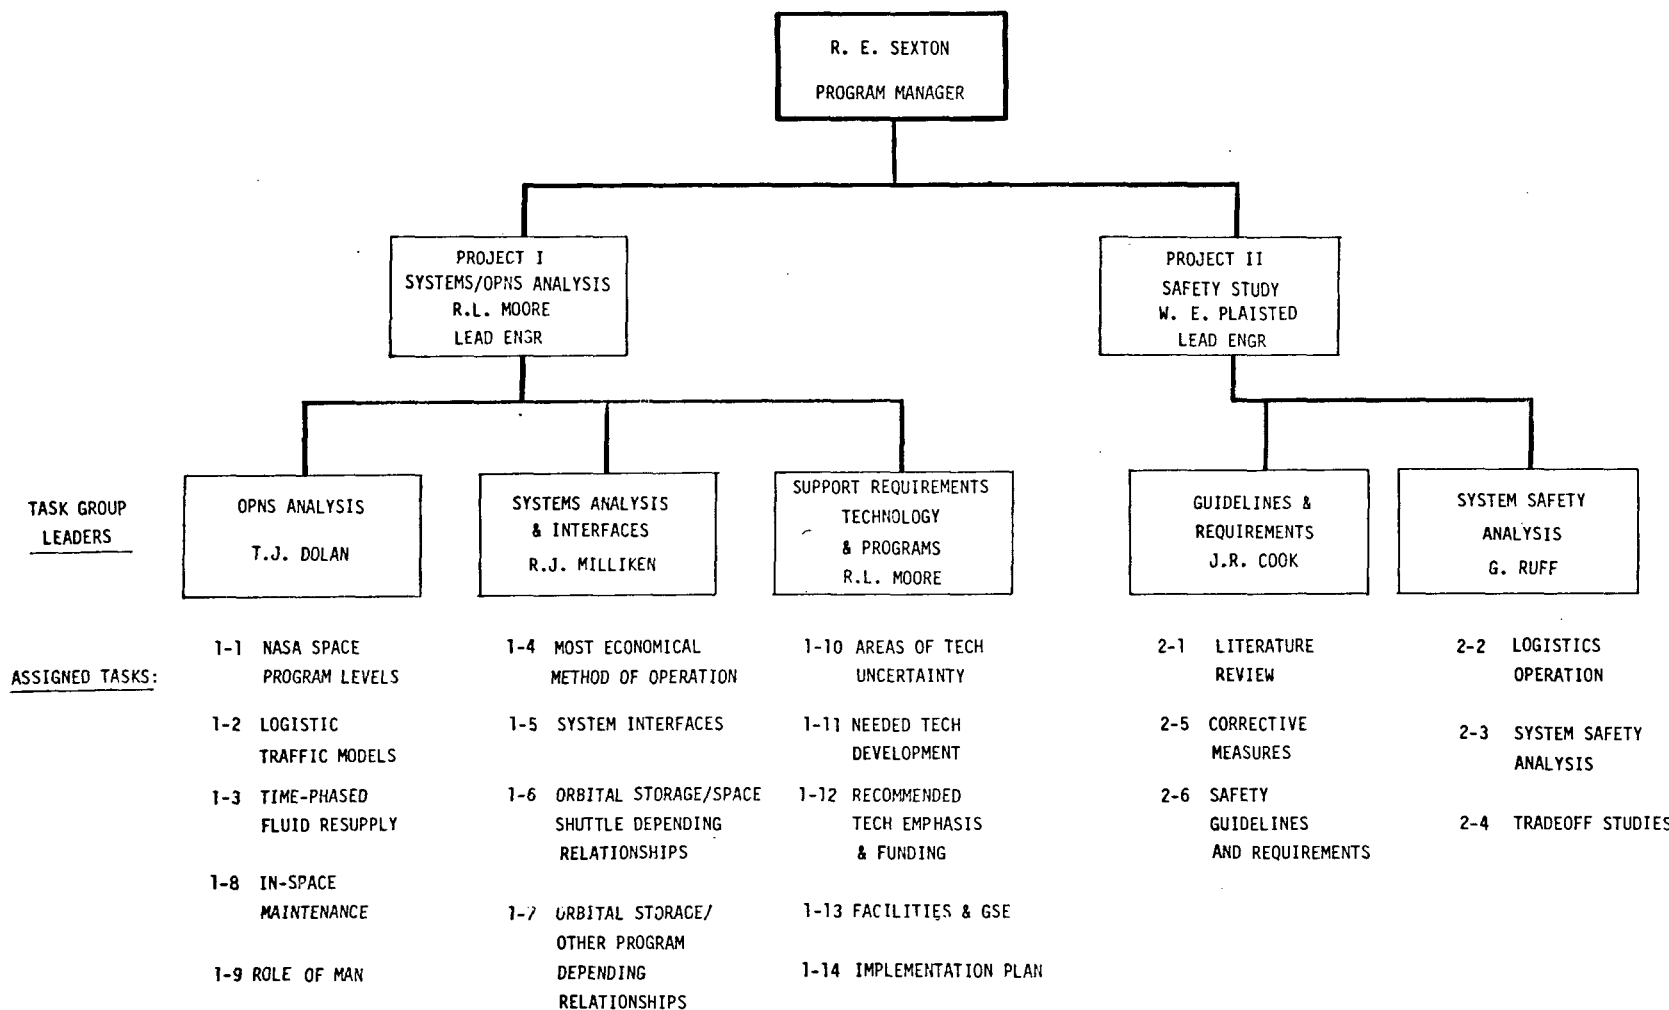 R. E. SEXTON
PROGRAM MANAGER
PROJECT I
SYSTEMS/OPNS ANALYSIS
R.L. MOORE
LEAD ENGR
PROJECT II
SAFETY STUDY
W. E. PLAISTED
LEAD ENGR
TASK GROUP
LEADERS
OPNS ANALYSIS
T.J. DOLAN
SYSTEMS ANALYSIS
& INTERFACES
R.J. MILLIKEN
SUPPORT REQUIREMENTS
TECHNOLOGY
& PROGRAMS
R.L. MOORE
GUIDELINES &
REQUIREMENTS
J.R. COOK
SYSTEM SAFETY
ANALYSIS
G. RUFF
ASSIGNED TASKS:
1-1 NASA SPACE
PROGRAM LEVELS
1-2 LOGISTIC
TRAFFIC MODELS
1-3 TIME-PHASED
FLUID RESUPPLY
1-8 IN-SPACE
MAINTENANCE
1-9 ROLE OF MAN
1-4 MOST ECONOMICAL
METHOD OF OPERATION
1-5 SYSTEM INTERFACES
1-6 ORBITAL STORAGE/SPACE
SHUTTLE DEPENDING
RELATIONSHIPS
1-7 ORBITAL STORAGE/
OTHER PROGRAM
DEPENDING
RELATIONSHIPS
1-10 AREAS OF TECH
UNCERTAINTY
1-11 NEEDED TECH
DEVELOPMENT
1-12 RECOMMENDED
TECH EMPHASIS
& FUNDING
1-13 FACILITIES & GSE
1-14 IMPLEMENTATION PLAN
2-1 LITERATURE
REVIEW
2-5 CORRECTIVE
MEASURES
2-6 SAFETY
GUIDELINES
AND REQUIREMENTS
2-2 LOGISTICS
OPERATION
2-3 SYSTEM SAFETY
ANALYSIS
2-4 TRADEOFF STUDIES